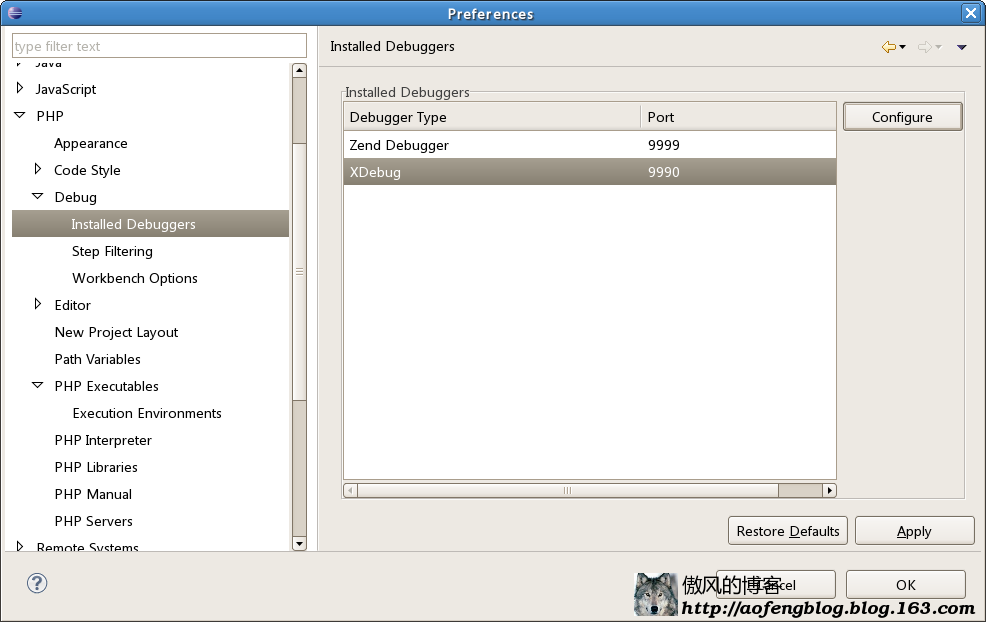 Preferences
type filter text
Java
JavaScript
PHP
Appearance
Code Style
Debug
Installed Debuggers
Step Filtering
Workbench Options
Editor
New Project Layout
Path Variables
PHP Executables
Execution Environments
PHP Interpreter
PHP Libraries
PHP Manual
PHP Servers
Remote Systems
Installed Debuggers
Installed Debuggers
Debugger Type Port
Zend Debugger 9999
XDebug 9990
Configure
Restore Defaults Apply
Cancel OK
傲风的博客
http://aofengblog.blog.163.com